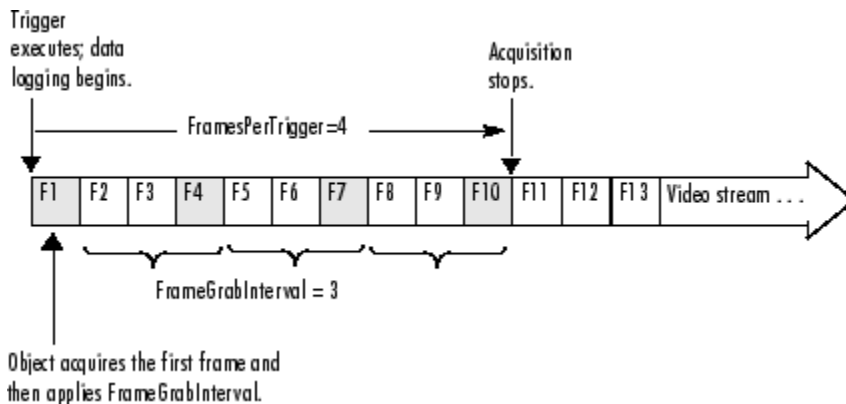 Trigger
executes; data
logging begins.
Acquisition
stops.
FramesPerTrigger=4
F1 F2 F3 F4 F5 F6 F7 F8 F9 F10 F11 F12 F13 Video stream . . .
FrameGrabInterval = 3
Object acquires the first frame and
then applies FrameGrabInterval.